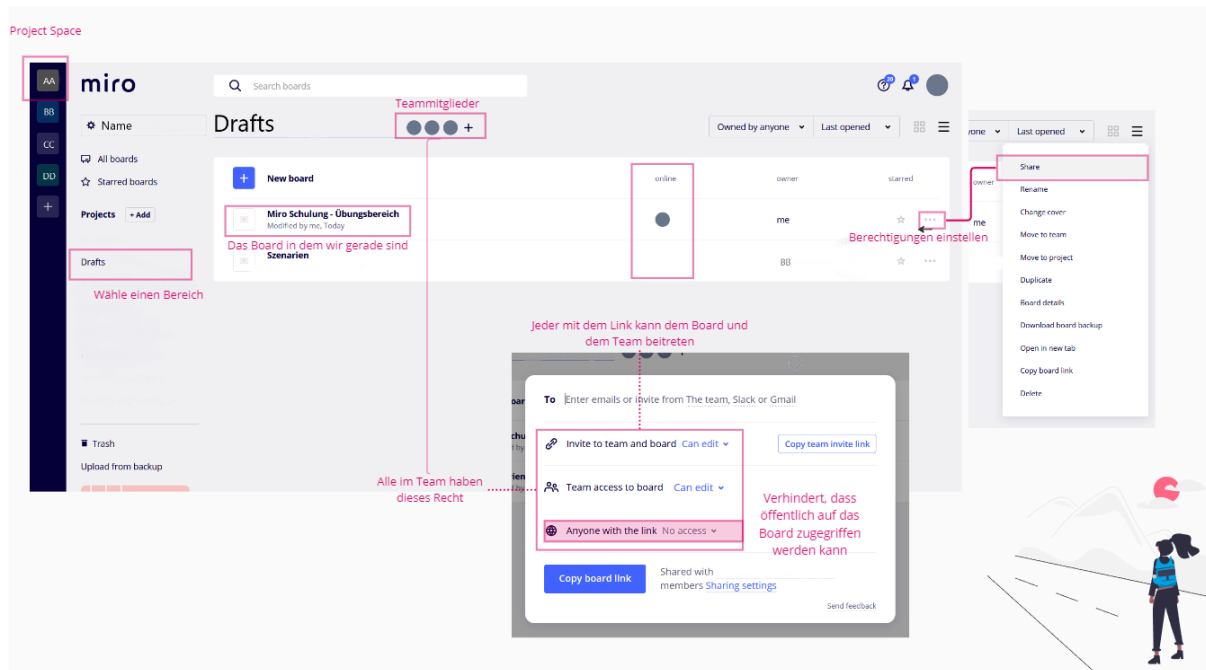 Project Space
AA
BB
CC
DD
+
miro
Search boards
20
1
Name
All boards
Starred boards
Projects
+ Add
Drafts
Wähle einen Bereich
Trash
Upload from backup
Drafts
Teammitglieder
+
Owned by anyone
Last opened
+
New board
online
owner
starred
Miro Schulung - Übungsbereich
Modified by me, Today
me
...
Das Board in dem wir gerade sind
Szenarien
BB
...
Berechtigungen einstellen
yone
Last opened
owner
me
Share
Rename
Change cover
Move to team
Move to project
Duplicate
Board details
Download board backup
Open in new tab
Copy board link
Delete
Jeder mit dem Link kann dem Board und
dem Team beitreten
To
Enter emails or invite from The team, Slack or Gmail
Invite to team and board Can edit
Copy team invite link
Team access to board Can edit
Anyone with the link No access
Alle im Team haben
dieses Recht
Verhindert, dass
öffentlich auf das
Board zugegriffen
werden kann
Copy board link
Shared with
members Sharing settings
Send feedback